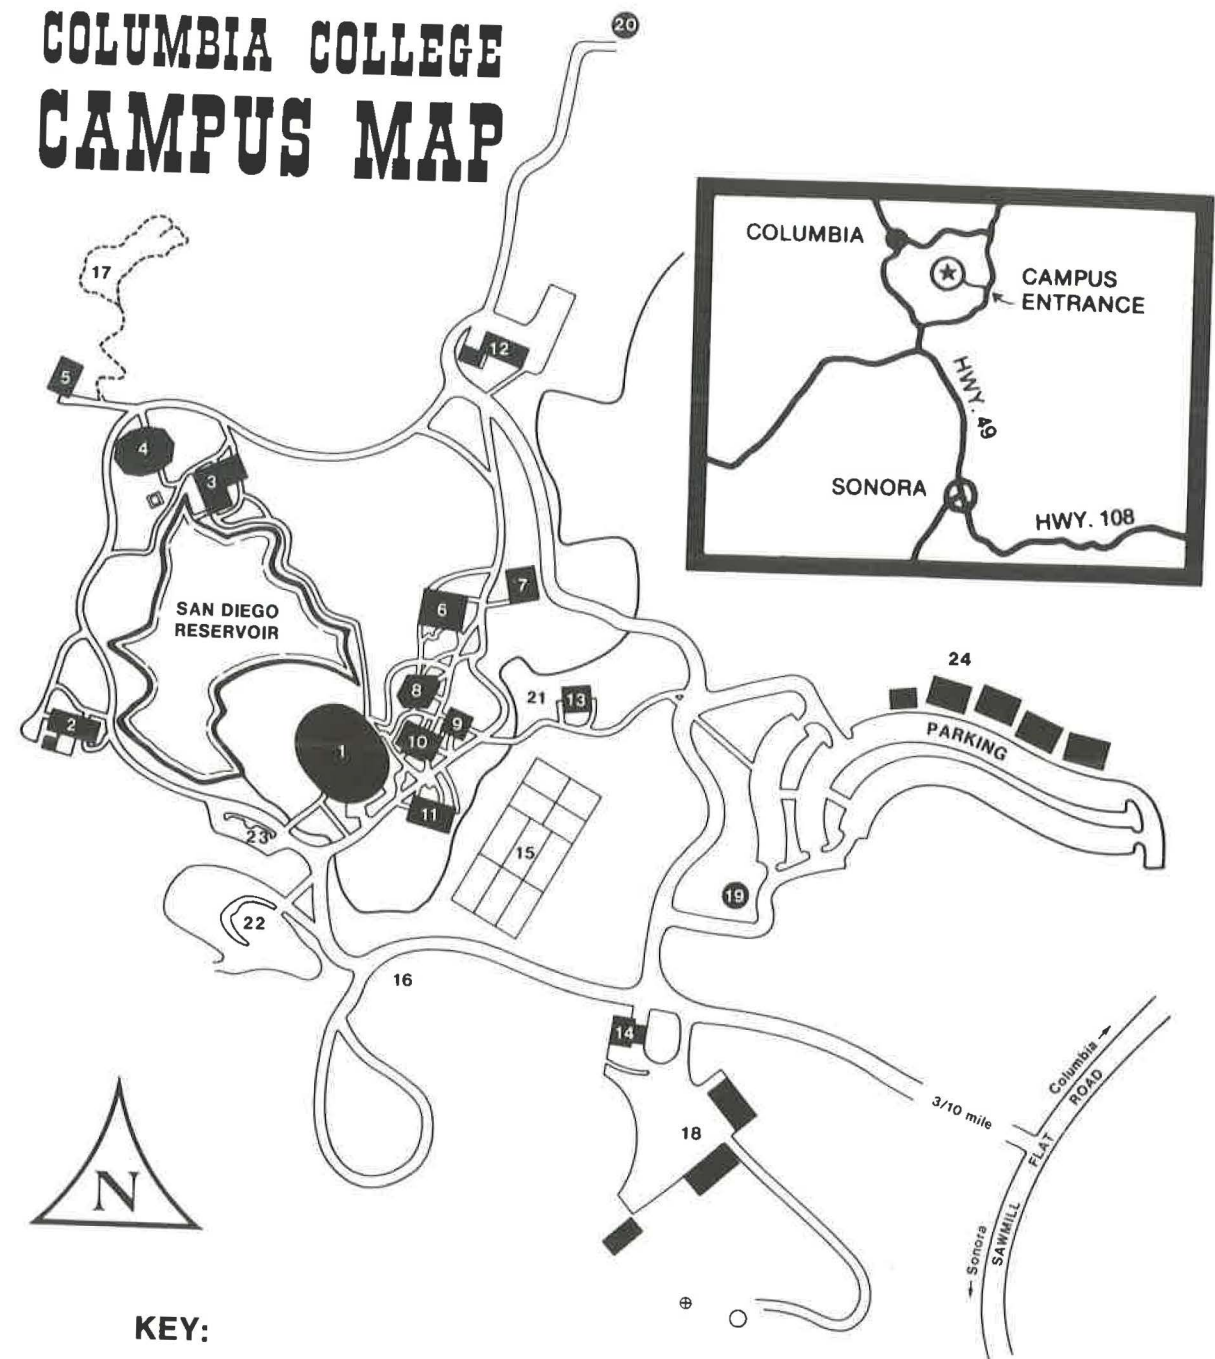 COLUMBIA COLLEGE
CAMPUS MAP
20
17
5
4
3
12
COLUMBIA
CAMPUS
ENTRANCE
HWY. 49
SONORA
HWY. 108
SAN DIEGO
RESERVOIR
6
7
8
9
10
2
1
11
21
13
24
PARKING
23
15
22
19
16
14
18
3/10 mile
Columbia
FLAT ROAD
SAWMILL
Sonora
N
KEY: